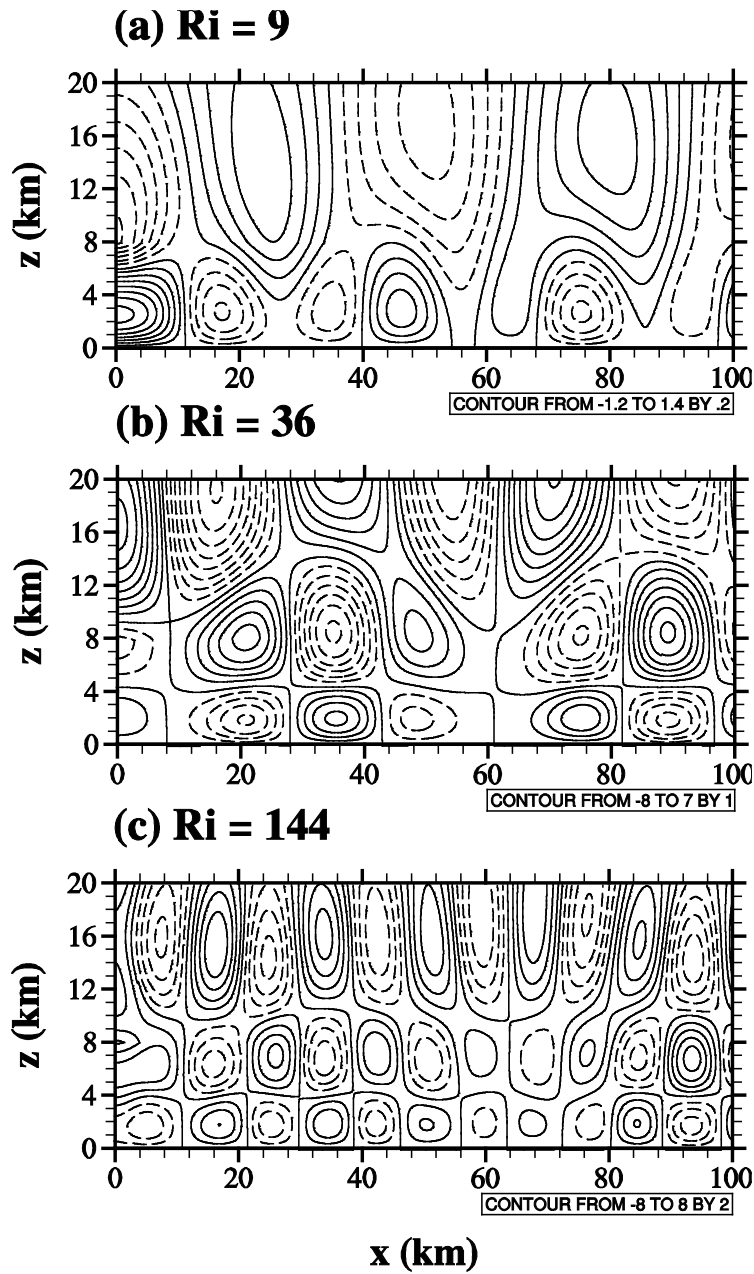 (a) Ri = 9
20
16
12
8
4
0
z (km)
0 20 40 60 80 100
CONTOUR FROM -1.2 TO 1.4 BY .2
(b) Ri = 36
20
16
12
8
4
0
z (km)
0 20 40 60 80 100
CONTOUR FROM -8 TO 7 BY 1
(c) Ri = 144
20
16
12
8
4
0
z (km)
0 20 40 60 80 100
CONTOUR FROM -8 TO 8 BY 2
x (km)